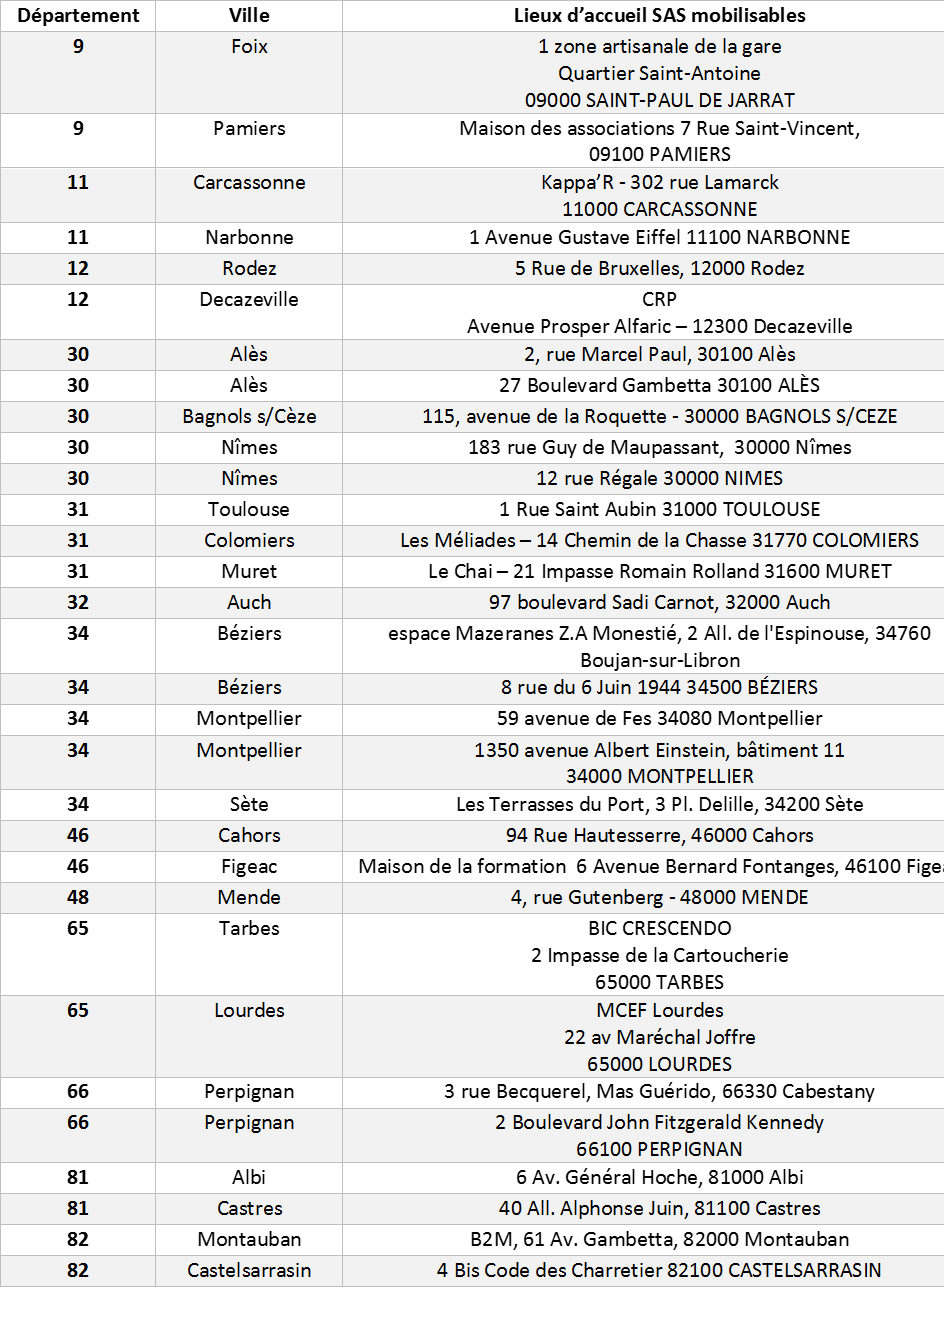 Département Ville Lieux d’accueil SAS mobilisables
9 Foix 1 zone artisanale de la gare
Quartier Saint-Antoine
09000 SAINT-PAUL DE JARRAT
9 Pamiers Maison des associations 7 Rue Saint-Vincent,
09100 PAMIERS
11 Carcassonne Kappa’R - 302 rue Lamarck
11000 CARCASSONNE
11 Narbonne 1 Avenue Gustave Eiffel 11100 NARBONNE
12 Rodez 5 Rue de Bruxelles, 12000 Rodez
12 Decazeville CRP
Avenue Prosper Alfaric – 12300 Decazeville
30 Alès 2, rue Marcel Paul, 30100 Alès
30 Alès 27 Boulevard Gambetta 30100 ALÈS
30 Bagnols s/Cèze 115, avenue de la Roquette - 30000 BAGNOLS S/CEZE
30 Nîmes 183 rue Guy de Maupassant, 30000 Nîmes
30 Nîmes 12 rue Régale 30000 NIMES
31 Toulouse 1 Rue Saint Aubin 31000 TOULOUSE
31 Colomiers Les Méliades – 14 Chemin de la Chasse 31770 COLOMIERS
31 Muret Le Chai – 21 Impasse Romain Rolland 31600 MURET
32 Auch 97 boulevard Sadi Carnot, 32000 Auch
34 Béziers espace Mazeranes Z.A Monestié, 2 All. de l'Espinouse, 34760
Boujan-sur-Libron
34 Béziers 8 rue du 6 Juin 1944 34500 BÉZIERS
34 Montpellier 59 avenue de Fes 34080 Montpellier
34 Montpellier 1350 avenue Albert Einstein, bâtiment 11
34000 MONTPELLIER
34 Sète Les Terrasses du Port, 3 Pl. Delille, 34200 Sète
46 Cahors 94 Rue Hautesserre, 46000 Cahors
46 Figeac Maison de la formation 6 Avenue Bernard Fontanges, 46100 Figea
48 Mende 4, rue Gutenberg - 48000 MENDE
65 Tarbes BIC CRESCENDO
2 Impasse de la Cartoucherie
65000 TARBES
65 Lourdes MCEF Lourdes
22 av Maréchal Joffre
65000 LOURDES
66 Perpignan 3 rue Becquerel, Mas Guérido, 66330 Cabestany
66 Perpignan 2 Boulevard John Fitzgerald Kennedy
66100 PERPIGNAN
81 Albi 6 Av. Général Hoche, 81000 Albi
81 Castres 40 All. Alphonse Juin, 81100 Castres
82 Montauban B2M, 61 Av. Gambetta, 82000 Montauban
82 Castelsarrasin 4 Bis Code des Charretier 82100 CASTELSARRASIN